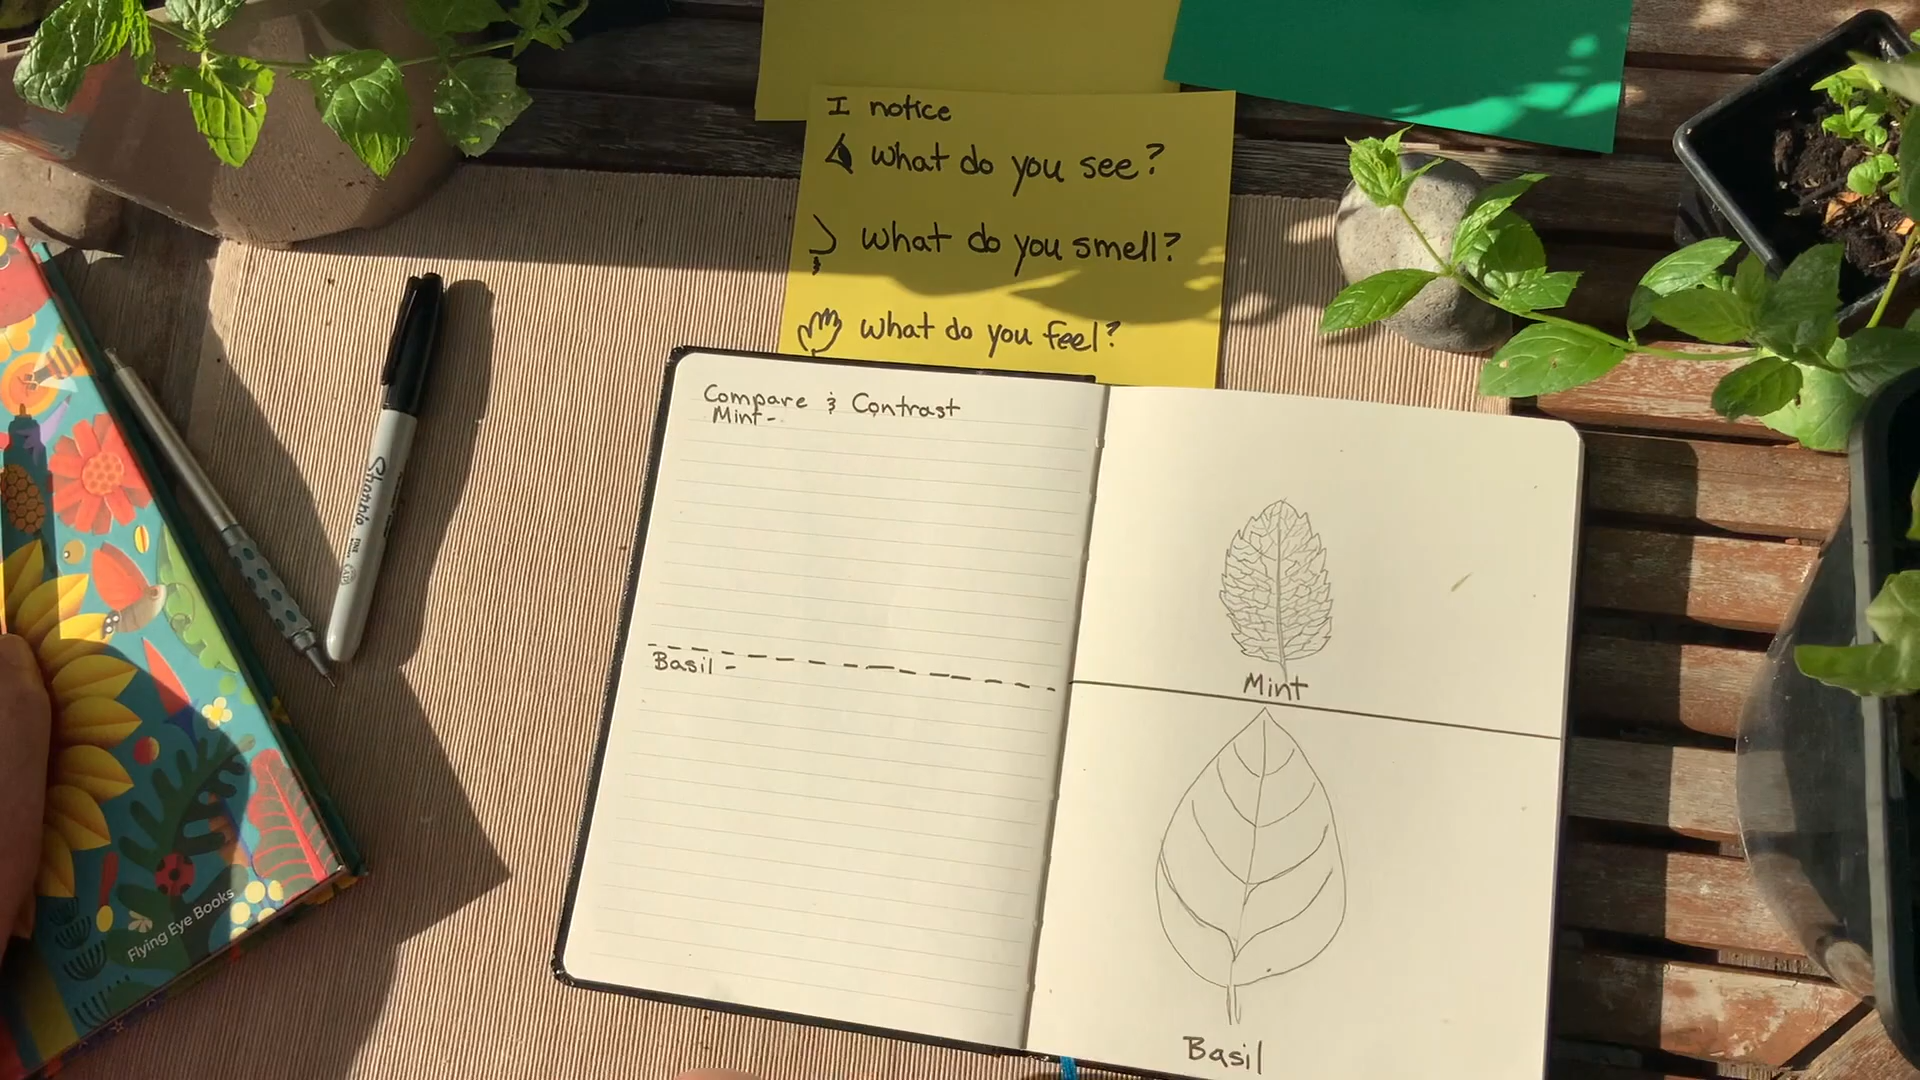 I notice
What do you see?
What do you smell?
What do you feel?
Compare & Contrast
Mint-
Basil -
Mint
Basil
Sharpie
Flying Eye Books